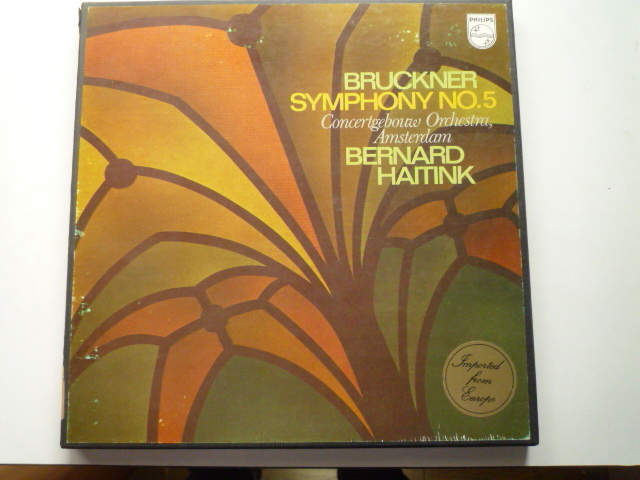 PHILIPS
BRUCKNER
SYMPHONY NO.5
Concertgebouw Orchestra,
Amsterdam
BERNARD
HAITINK
Imported
from
Europe